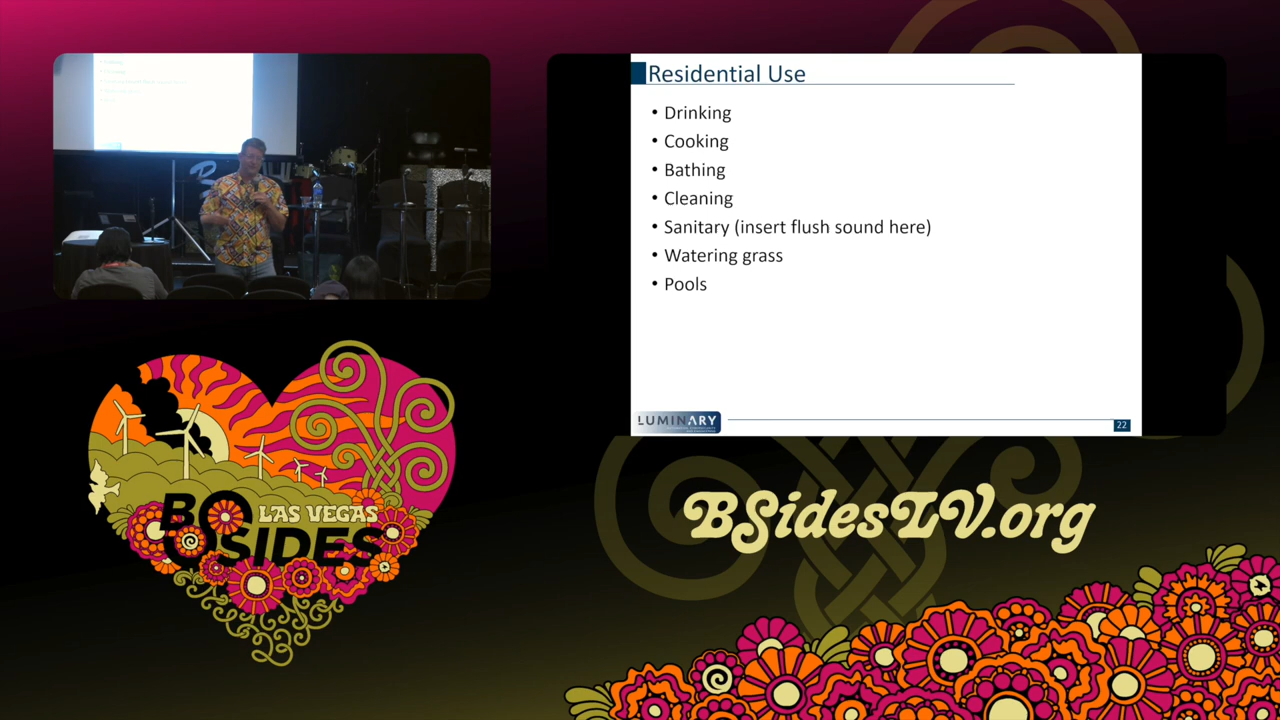 Residential Use
• Drinking
• Cooking
• Bathing
• Cleaning
• Sanitary (insert flush sound here)
• Watering grass
• Pools
LUMINARY
22
LAS VEGAS
SIDES
BSidesLV.org